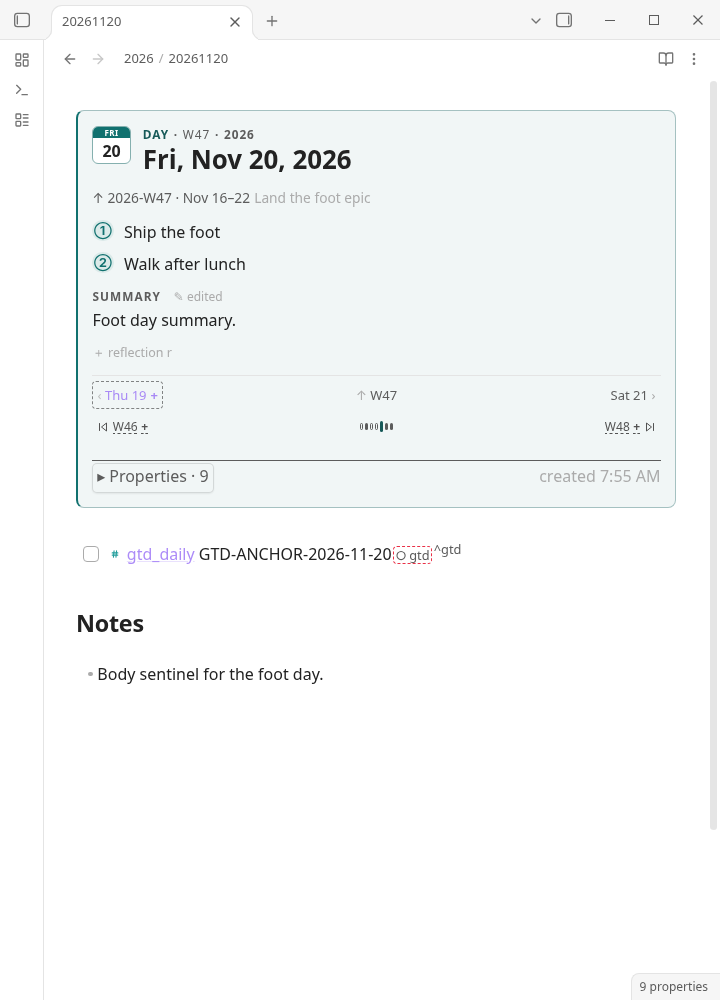 20261120
2026 / 20261120
FRI
20
DAY · W47 · 2026
Fri, Nov 20, 2026
↑ 2026-W47 · Nov 16–22 Land the foot epic
1 Ship the foot
2 Walk after lunch
SUMMARY ✎ edited
Foot day summary.
+ reflection r
‹ Thu 19 + ↑ W47 Sat 21 ›
W46 + W48 +
▸ Properties · 9 created 7:55 AM
# gtd_daily GTD-ANCHOR-2026-11-20 gtd ^gtd
Notes
Body sentinel for the foot day.
9 properties